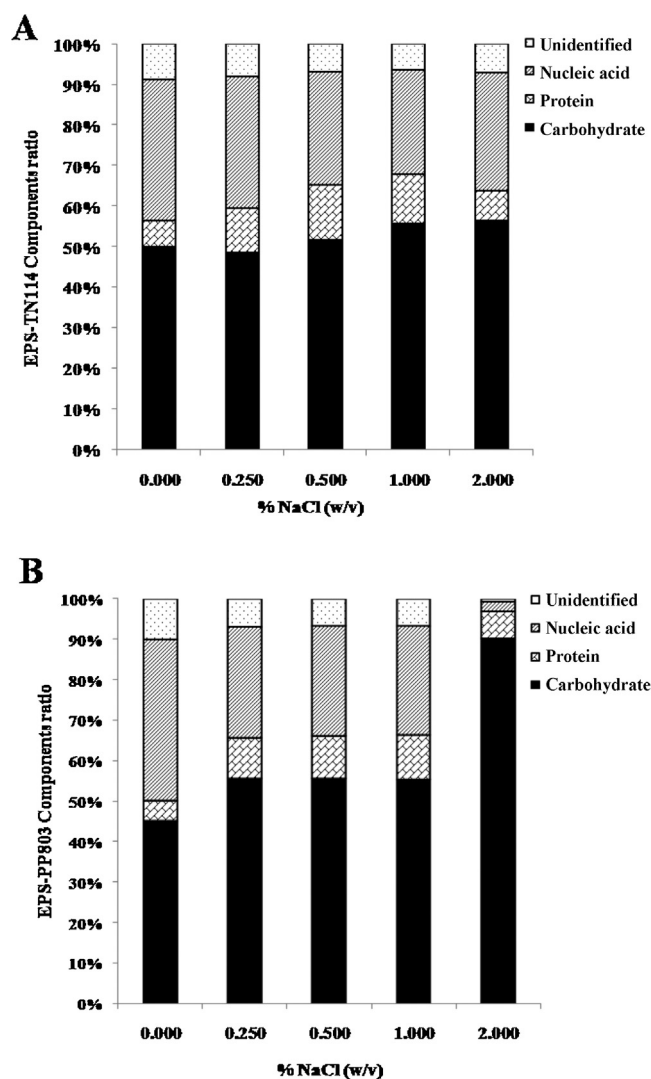 A
100%
90%
80%
70%
60%
50%
40%
30%
20%
10%
0%
EPS-TN114 Components ratio
0.000 0.250 0.500 1.000 2.000
% NaCl (w/v)
Unidentified
Nucleic acid
Protein
Carbohydrate
B
100%
90%
80%
70%
60%
50%
40%
30%
20%
10%
0%
EPS-PP803 Components ratio
0.000 0.250 0.500 1.000 2.000
% NaCl (w/v)
Unidentified
Nucleic acid
Protein
Carbohydrate